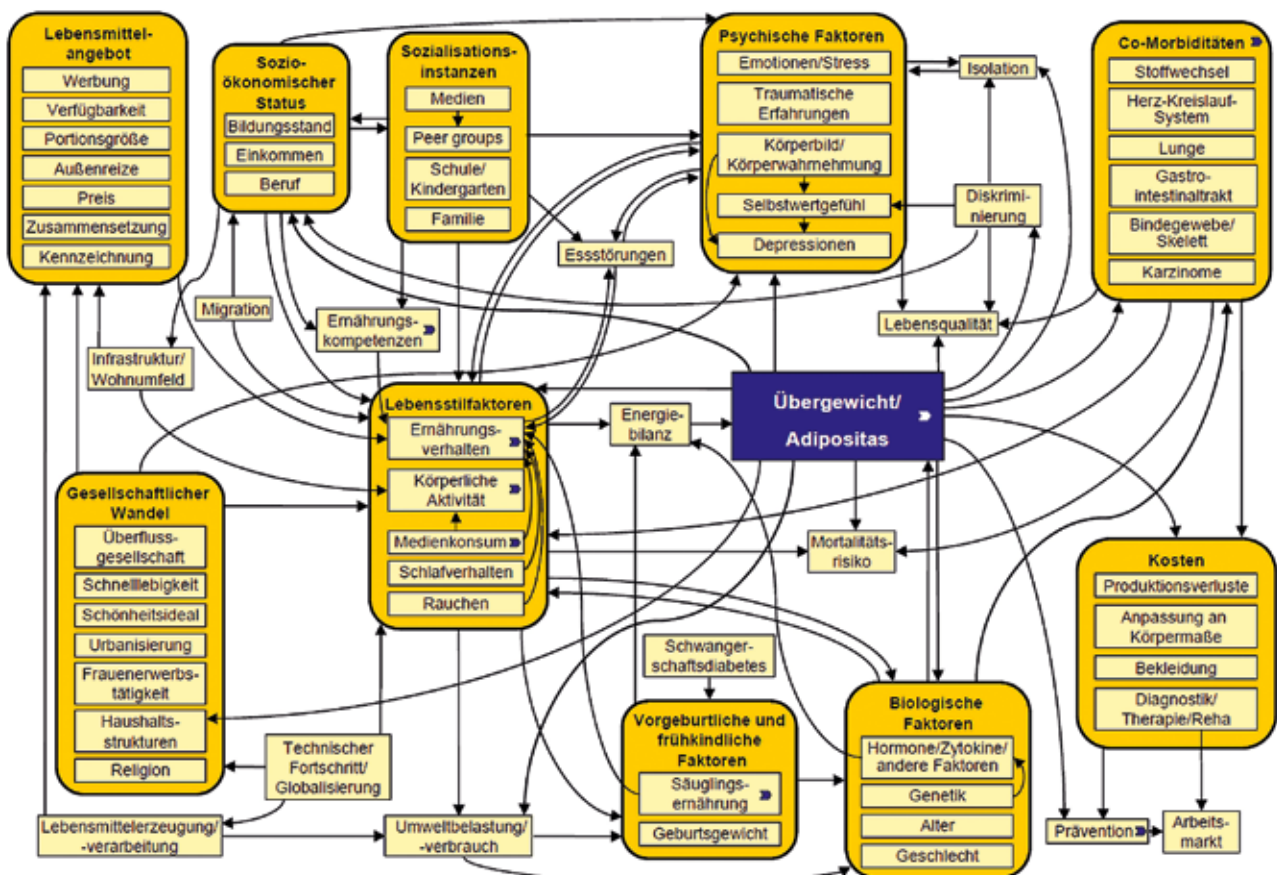 Lebensmittel-
angebot
Werbung
Verfügbarkeit
Portionsgröße
Außenreize
Preis
Zusammensetzung
Kennzeichnung
Sozio-
ökonomischer
Status
Bildungsstand
Einkommen
Beruf
Sozialisations-
instanzen
Medien
Peer groups
Schule/
Kindergarten
Familie
Psychische Faktoren
Emotionen/Stress
Traumatische
Erfahrungen
Körperbild/
Körperwahrnehmung
Selbstwertgefühl
Depressionen
Isolation
Diskrimi-
nierung
Lebensqualität
Co-Morbiditäten
Stoffwechsel
Herz-Kreislauf-
System
Lunge
Gastro-
intestinaltrakt
Bindegewebe/
Skelett
Karzinome
Essstörungen
Migration
Ernährungs-
kompetenzen
Infrastruktur/
Wohnumfeld
Lebensstilfaktoren
Ernährungs-
verhalten
Körperliche
Aktivität
Medienkonsum
Schlafverhalten
Rauchen
Energie-
bilanz
Übergewicht/
Adipositas
Mortalitäts-
risiko
Gesellschaftlicher
Wandel
Überfluss-
gesellschaft
Schnelllebigkeit
Schönheitsideal
Urbanisierung
Frauenerwerbs-
tätigkeit
Haushalts-
strukturen
Religion
Technischer
Fortschritt/
Globalisierung
Lebensmittelerzeugung/
-verarbeitung
Umweltbelastung/
-verbrauch
Schwanger-
schaftsdiabetes
Vorgeburtliche und
frühkindliche
Faktoren
Säuglings-
ernährung
Geburtsgewicht
Biologische
Faktoren
Hormone/Zytokine/
andere Faktoren
Genetik
Alter
Geschlecht
Kosten
Produktionsverluste
Anpassung an
Körpermaße
Bekleidung
Diagnostik/
Therapie/Reha
Prävention
Arbeits-
markt